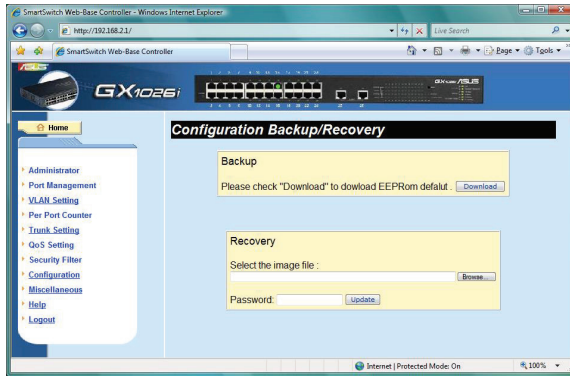 SmartSwitch Web-Base Controller - Windows Internet Explorer
http://192.168.2.1/
Live Search
SmartSwitch Web-Base Controller
Page
Tools
GX1026i
ASUS
Home
Configuration Backup/Recovery
Administrator
Port Management
VLAN Setting
Per Port Counter
Trunk Setting
QoS Setting
Security Filter
Configuration
Miscellaneous
Help
Logout
Backup
Please check "Download" to dowload EEPRom defalut .
Download
Recovery
Select the image file :
Browse...
Password:
Update
Internet | Protected Mode: On
100%